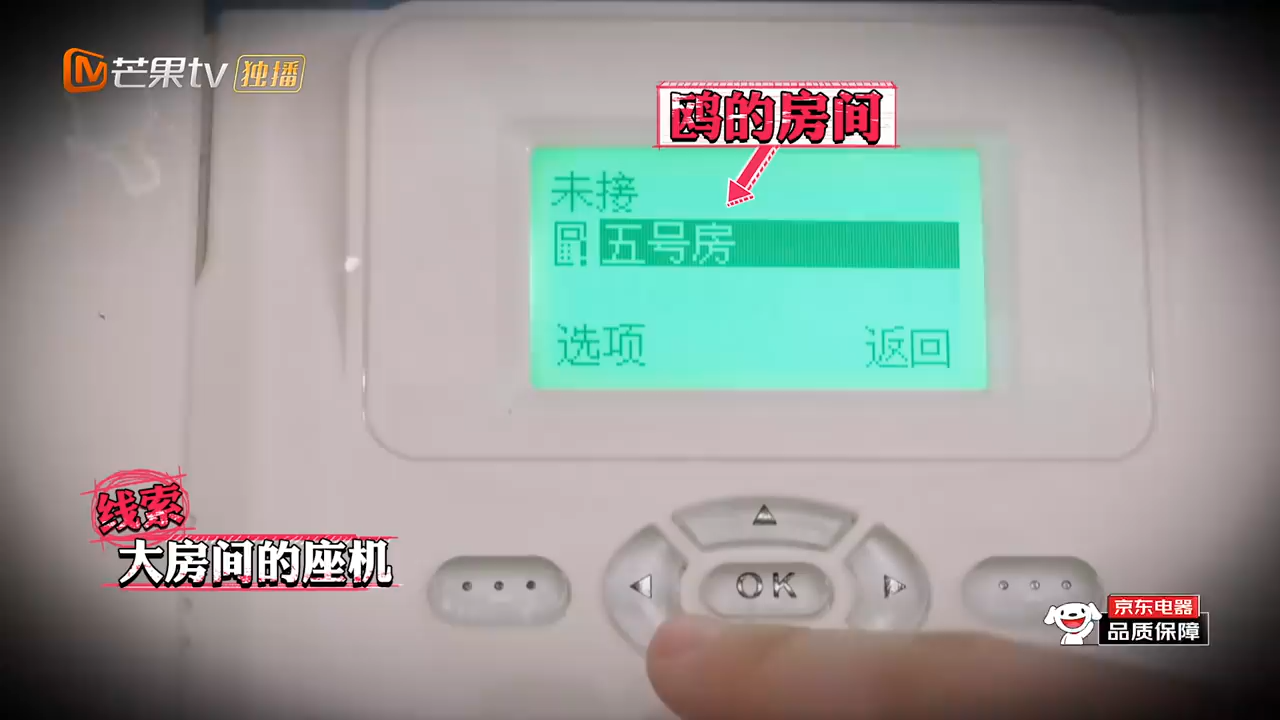 芒果tv 独播
鸥的房间
未接
五号房
选项 返回
线索
大房间的座机
OK
京东电器
品质保障